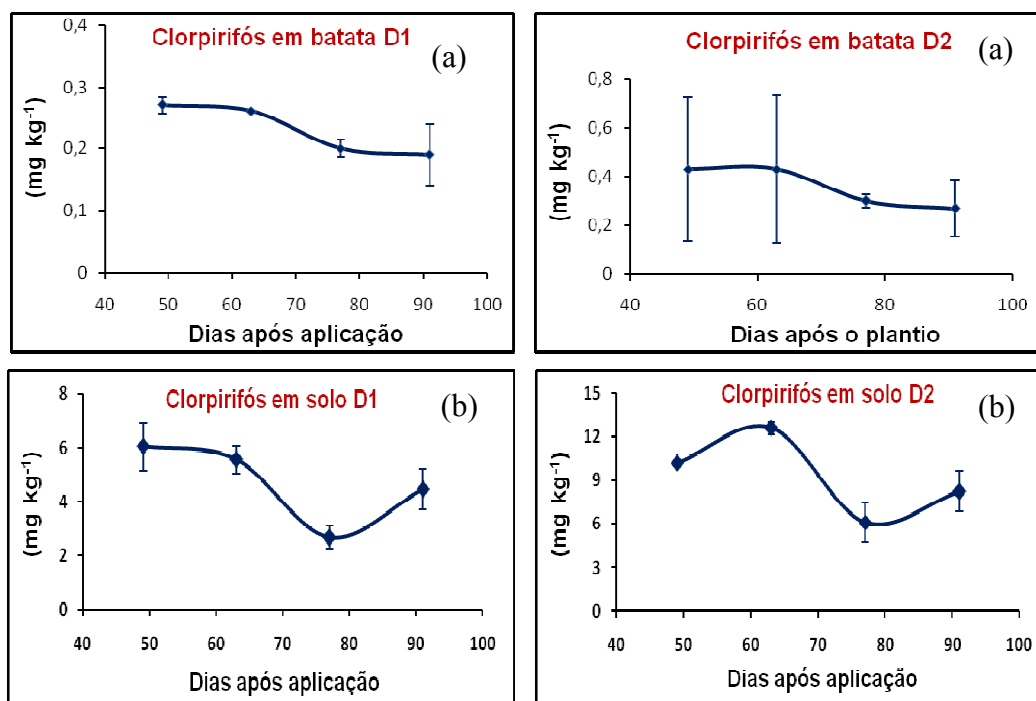 Clorpirifós em batata D1
(a)
(mg kg-1)
0,4
0,3
0,2
0,1
0
40 50 60 70 80 90 100
Dias após aplicação
Clorpirifós em batata D2
(a)
(mg kg-1)
0,8
0,6
0,4
0,2
0
40 60 80 100
Dias após o plantio
Clorpirifós em solo D1
(b)
(mg kg-1)
8
6
4
2
0
40 50 60 70 80 90 100
Dias após aplicação
Clorpirifós em solo D2
(b)
(mg kg-1)
15
12
9
6
3
0
40 50 60 70 80 90 100
Dias após aplicação